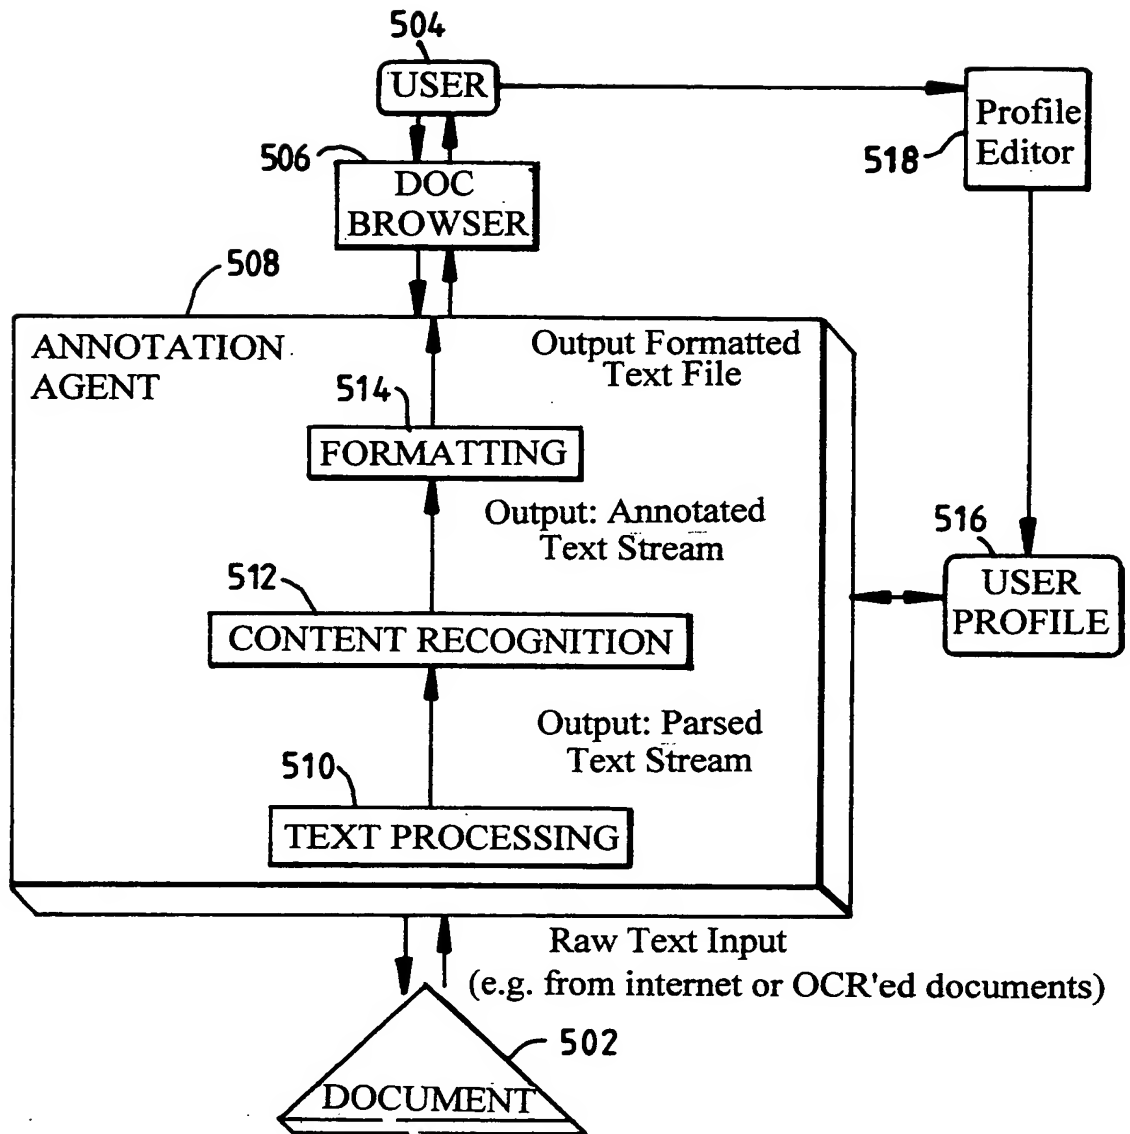 504
USER
Profile
Editor
518
506
DOC
BROWSER
508
ANNOTATION
AGENT
Output Formatted
Text File
514
FORMATTING
Output: Annotated
Text Stream
516
USER
PROFILE
512
CONTENT RECOGNITION
Output: Parsed
Text Stream
510
TEXT PROCESSING
Raw Text Input
(e.g. from internet or OCR'ed documents)
502
DOCUMENT